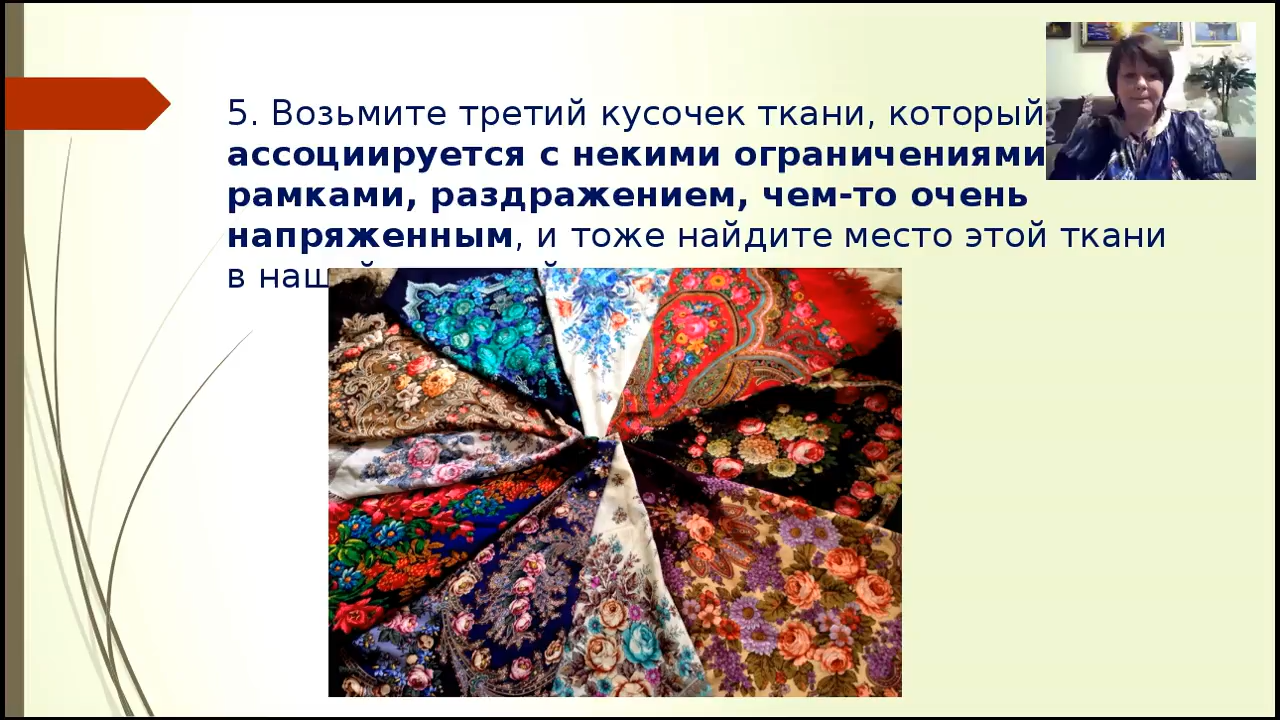 5. Возьмите третий кусочек ткани, который
ассоциируется с некими ограничениями
рамками, раздражением, чем-то очень
напряженным, и тоже найдите место этой ткани
в наш